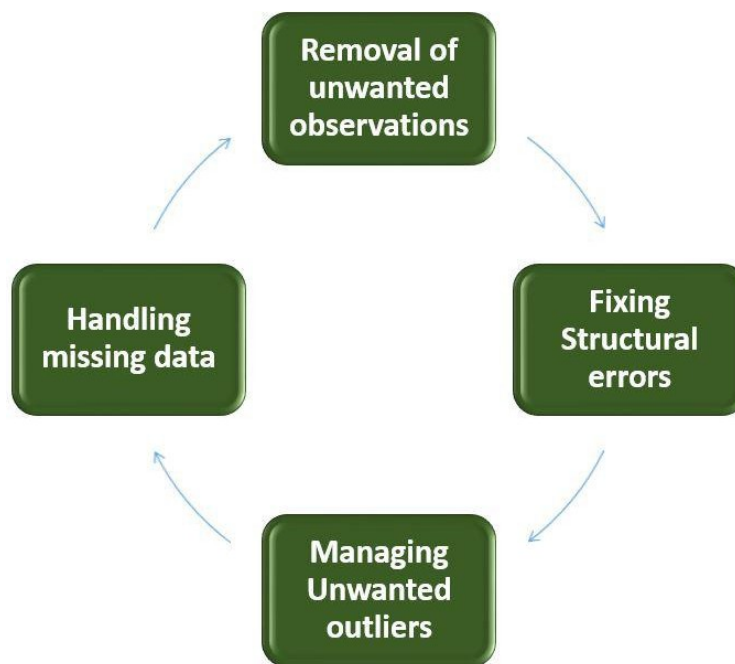 Removal of
unwanted
observations
Fixing
Structural
errors
Managing
Unwanted
outliers
Handling
missing data